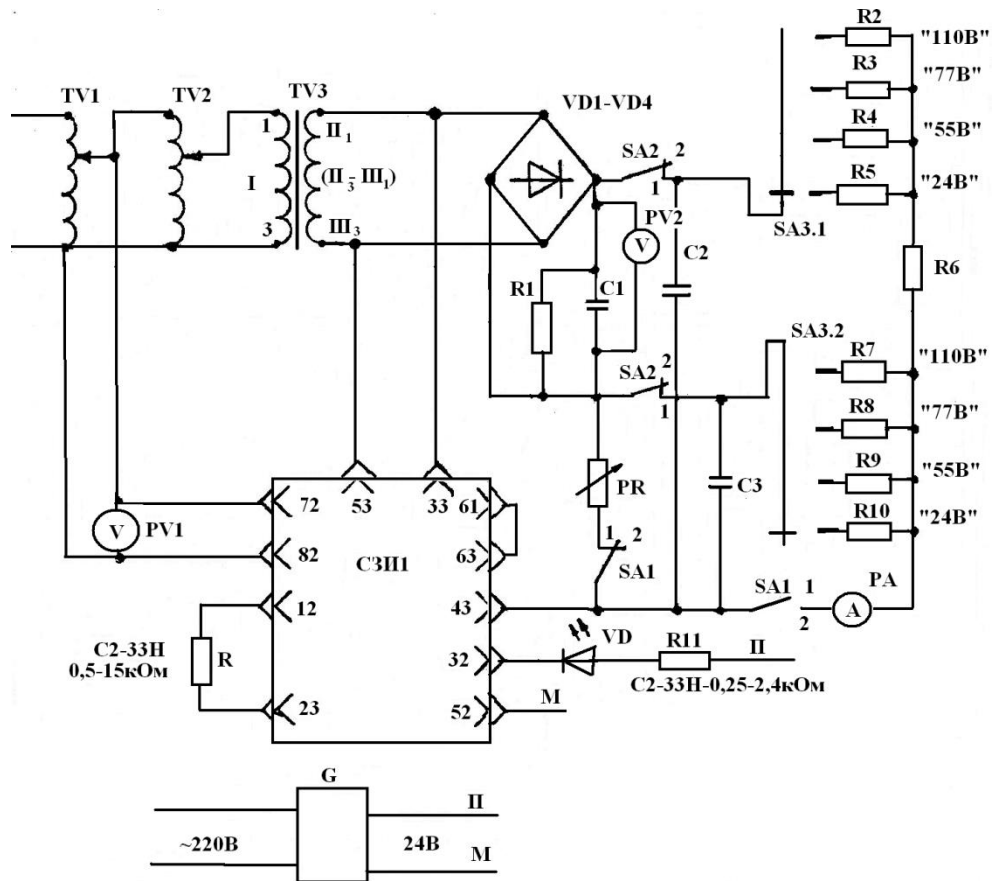 R2
"110В"
R3
"77В"
TV1
TV2
TV3
VD1-VD4
R4
"55В"
1
II1
SA2
2
R5
"24В"
I
(II3-III1)
1
PV2
3
III3
V
SA3.1
C2
R6
R1
C1
SA3.2
"110В"
R7
SA2
2
1
"77В"
R8
"55В"
R9
PR
C3
"24В"
R10
72
53
33
61
V
PV1
1
2
82
СЗИ1
63
SA1
SA1
1
PA
12
43
A
2
С2-33Н
0,5-15кОм
R
VD
R11
П
32
С2-33Н-0,25-2,4кОм
23
52
М
G
П
~220В
24В
М